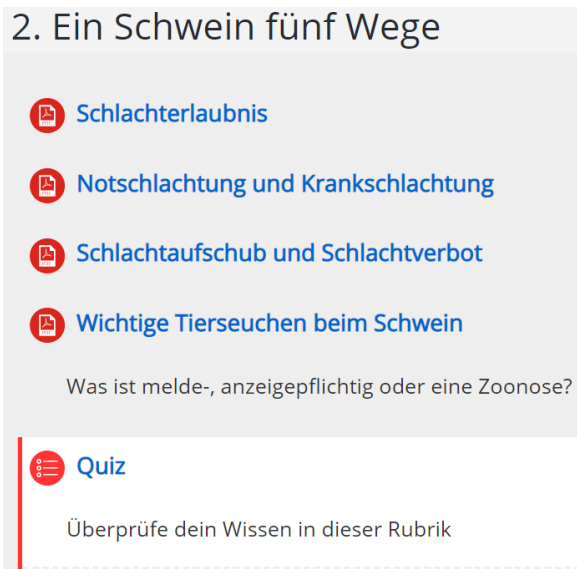 2. Ein Schwein fünf Wege
Schlachterlaubnis
Notschlachtung und Krankschlachtung
Schlachtaufschub und Schlachtverbot
Wichtige Tierseuchen beim Schwein
Was ist melde-, anzeigepflichtig oder eine Zoonose?
Quiz
Überprüfe dein Wissen in dieser Rubrik